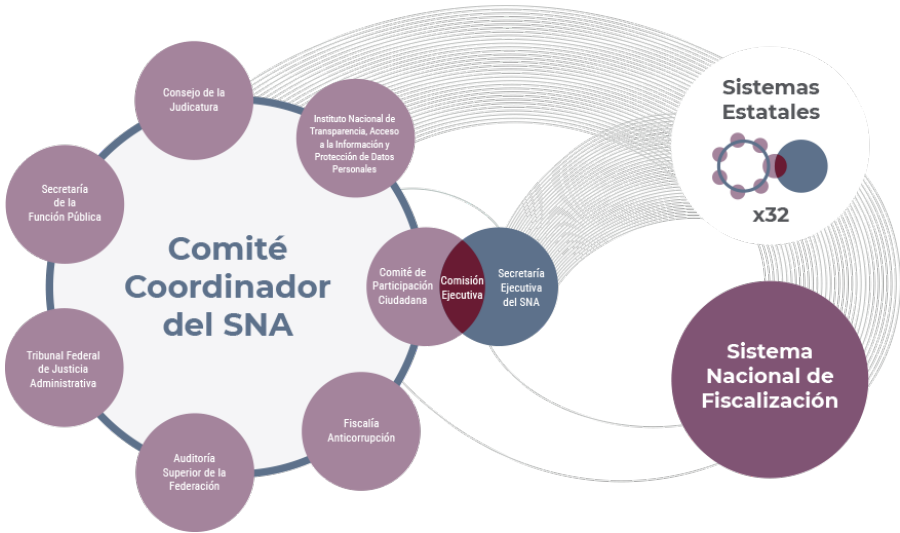 Consejo de la
Judicatura
Instituto Nacional de
Transparencia, Acceso
a la Información y
Protección de Datos
Personales
Secretaría
de la
Función Pública
Comité
Coordinador
del SNA
Comité de
Participación
Ciudadana
Comisión
Ejecutiva
Secretaría
Ejecutiva
del SNA
Tribunal Federal
de Justicia
Administrativa
Fiscalía
Anticorrupción
Auditoría
Superior de la
Federación
Sistemas
Estatales
x32
Sistema
Nacional de
Fiscalización